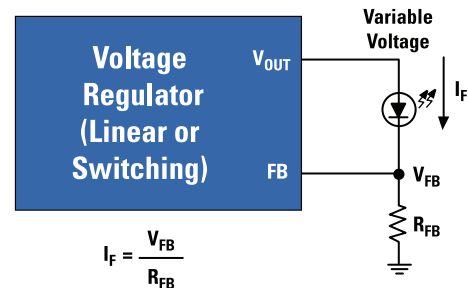 Variable
Voltage
Voltage
Regulator
(Linear or
Switching)
VOUT
IF
FB
VFB
RFB
IF = VFB / RFB